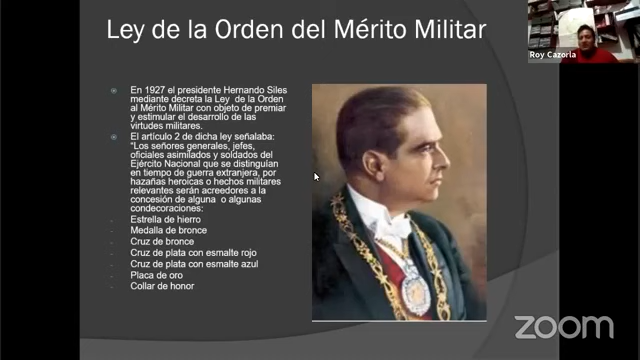 Ley de la Orden del Mérito Militar
Roy Cazorla
En 1927 el presidente Hernando Siles
mediante decreta la Ley de la Orden
al Mérito Militar con objeto de premiar
y estimular el desarrollo de las
virtudes militares.
El artículo 2 de dicha ley señalaba:
"Los señores generales, jefes,
oficiales asimilados y soldados del
Ejército Nacional que se distinguían
en tiempo de guerra extranjera, por
hazañas heroicas o hechos militares
relevantes serán acreedores a la
concesión de alguna o algunas
condecoraciones:
- Estrella de hierro
- Medalla de bronce
- Cruz de bronce
- Cruz de plata con esmalte rojo
- Cruz de plata con esmalte azul
- Placa de oro
- Collar de honor
zoom